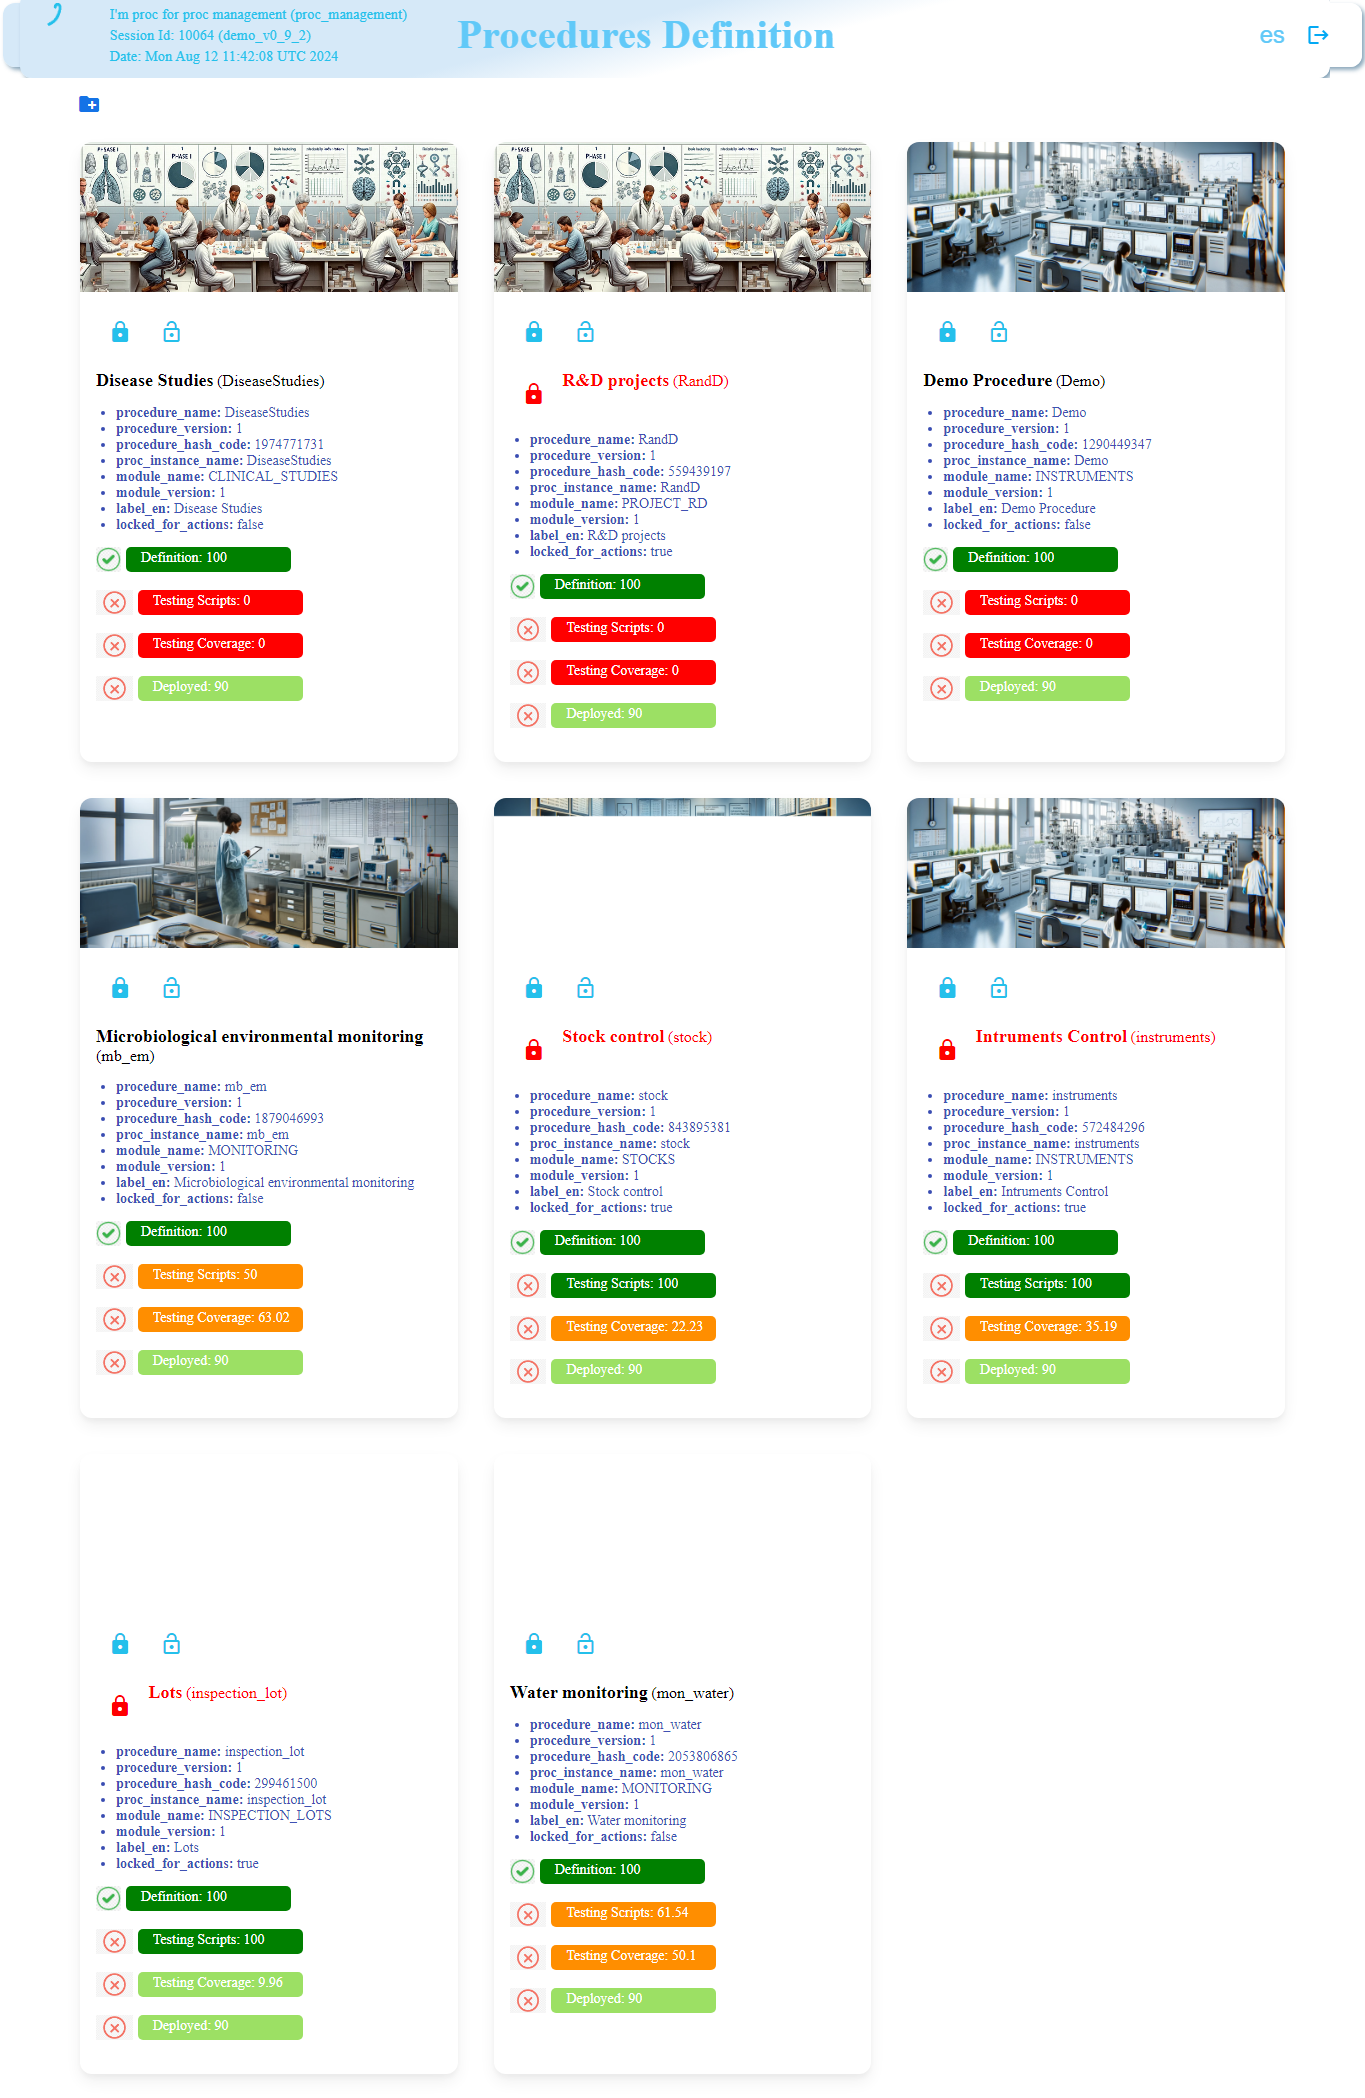 I'm proc for proc management (proc_management)
Session Id: 10064 (demo_v0_9_2)
Date: Mon Aug 12 11:42:08 UTC 2024
Procedures Definition
es
Disease Studies (DiseaseStudies)
procedure_name: DiseaseStudies
procedure_version: 1
procedure_hash_code: 1974771731
proc_instance_name: DiseaseStudies
module_name: CLINICAL_STUDIES
module_version: 1
label_en: Disease Studies
locked_for_actions: false
Definition: 100
Testing Scripts: 0
Testing Coverage: 0
Deployed: 90
R&D projects (RandD)
procedure_name: RandD
procedure_version: 1
procedure_hash_code: 559439197
proc_instance_name: RandD
module_name: PROJECT_RD
module_version: 1
label_en: R&D projects
locked_for_actions: true
Definition: 100
Testing Scripts: 0
Testing Coverage: 0
Deployed: 90
Demo Procedure (Demo)
procedure_name: Demo
procedure_version: 1
procedure_hash_code: 1290449347
proc_instance_name: Demo
module_name: INSTRUMENTS
module_version: 1
label_en: Demo Procedure
locked_for_actions: false
Definition: 100
Testing Scripts: 0
Testing Coverage: 0
Deployed: 90
Microbiological environmental monitoring
(mb_em)
procedure_name: mb_em
procedure_version: 1
procedure_hash_code: 1879046993
proc_instance_name: mb_em
module_name: MONITORING
module_version: 1
label_en: Microbiological environmental monitoring
locked_for_actions: false
Definition: 100
Testing Scripts: 50
Testing Coverage: 63.02
Deployed: 90
Stock control (stock)
procedure_name: stock
procedure_version: 1
procedure_hash_code: 843895381
proc_instance_name: stock
module_name: STOCKS
module_version: 1
label_en: Stock control
locked_for_actions: true
Definition: 100
Testing Scripts: 100
Testing Coverage: 22.23
Deployed: 90
Intruments Control (instruments)
procedure_name: instruments
procedure_version: 1
procedure_hash_code: 572484296
proc_instance_name: instruments
module_name: INSTRUMENTS
module_version: 1
label_en: Intruments Control
locked_for_actions: true
Definition: 100
Testing Scripts: 100
Testing Coverage: 35.19
Deployed: 90
Lots (inspection_lot)
procedure_name: inspection_lot
procedure_version: 1
procedure_hash_code: 299461500
proc_instance_name: inspection_lot
module_name: INSPECTION_LOTS
module_version: 1
label_en: Lots
locked_for_actions: true
Definition: 100
Testing Scripts: 100
Testing Coverage: 9.96
Deployed: 90
Water monitoring (mon_water)
procedure_name: mon_water
procedure_version: 1
procedure_hash_code: 2053806865
proc_instance_name: mon_water
module_name: MONITORING
module_version: 1
label_en: Water monitoring
locked_for_actions: false
Definition: 100
Testing Scripts: 61.54
Testing Coverage: 50.1
Deployed: 90